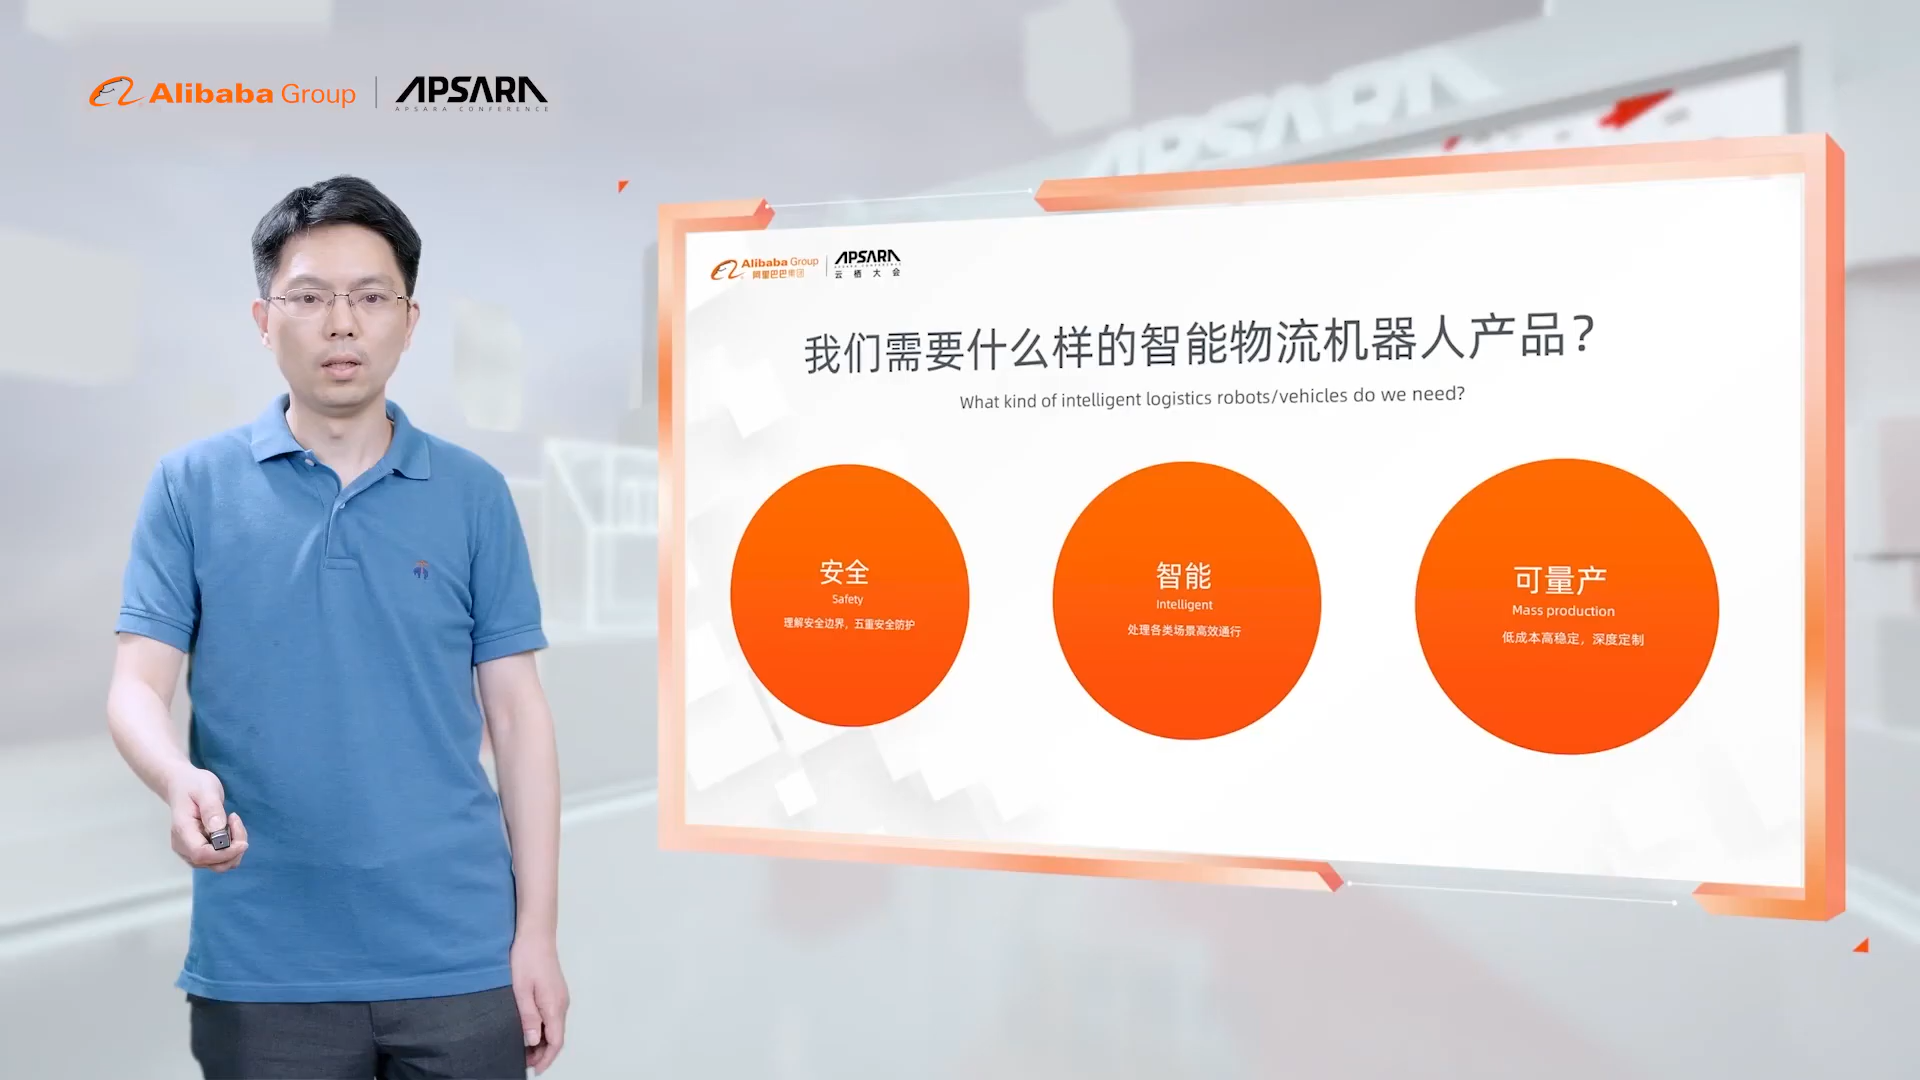 Alibaba Group
APSARA
APSARA CONFERENCE
APSARA
Alibaba Group
阿里巴巴集团
APSARA
云栖大会
我们需要什么样的智能物流机器人产品？
What kind of intelligent logistics robots/vehicles do we need?
安全
Safety
理解安全边界，五重安全防护
智能
Intelligent
处理各类场景高效通行
可量产
Mass production
低成本高稳定，深度定制